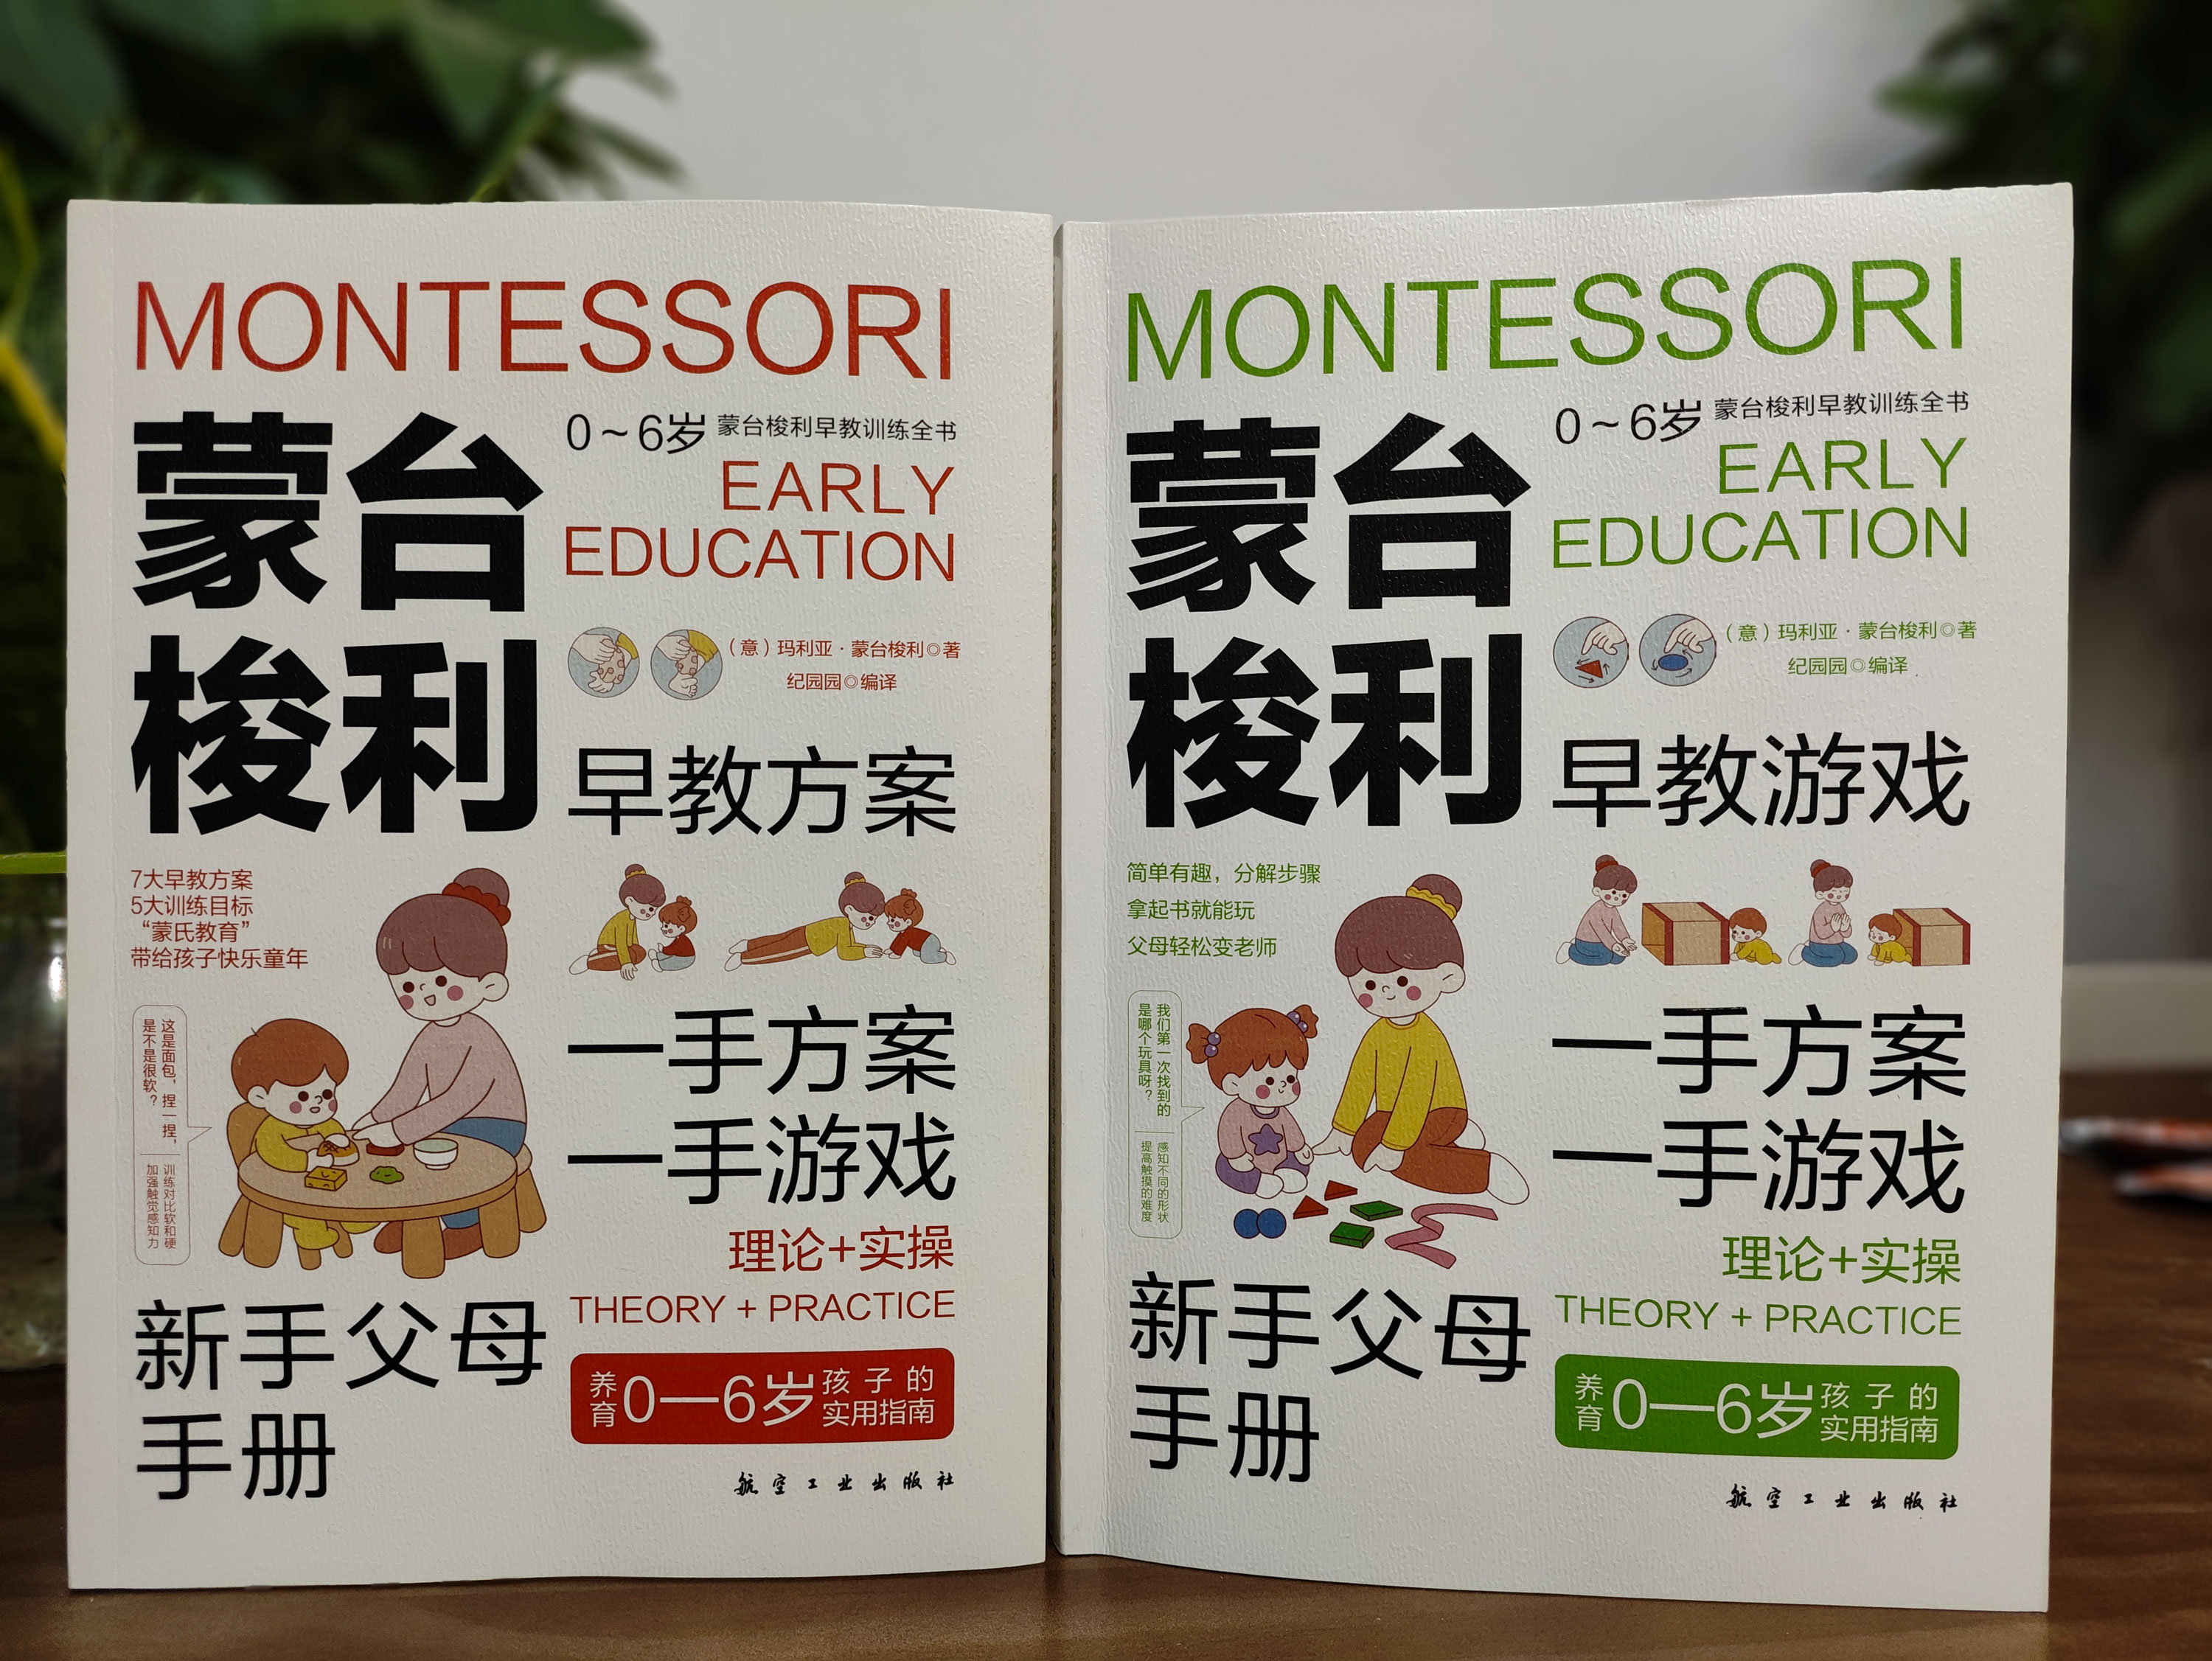 MONTESSORI
蒙台
梭利
0~6岁 蒙台梭利早教训练全书
EARLY
EDUCATION
(意)玛利亚·蒙台梭利◎著
纪园园◎编译
早教方案
7大早教方案
5大训练目标
“蒙氏教育”
带给孩子快乐童年
这是面包，捏一捏，
是不是很软？
训练对比软和硬
加强触觉感知力
一手方案
一手游戏
理论+实操
THEORY + PRACTICE
新手父母
手册
养育0—6岁孩子的
实用指南
航空工业出版社
MONTESSORI
蒙台
梭利
0~6岁 蒙台梭利早教训练全书
EARLY
EDUCATION
(意)玛利亚·蒙台梭利◎著
纪园园◎编译
早教游戏
简单有趣，分解步骤
拿起书就能玩
父母轻松变老师
我们第一次找到的
是哪个玩具呀？
感知不同的形状
提高触摸的难度
一手方案
一手游戏
理论+实操
THEORY + PRACTICE
新手父母
手册
养育0—6岁孩子的
实用指南
航空工业出版社